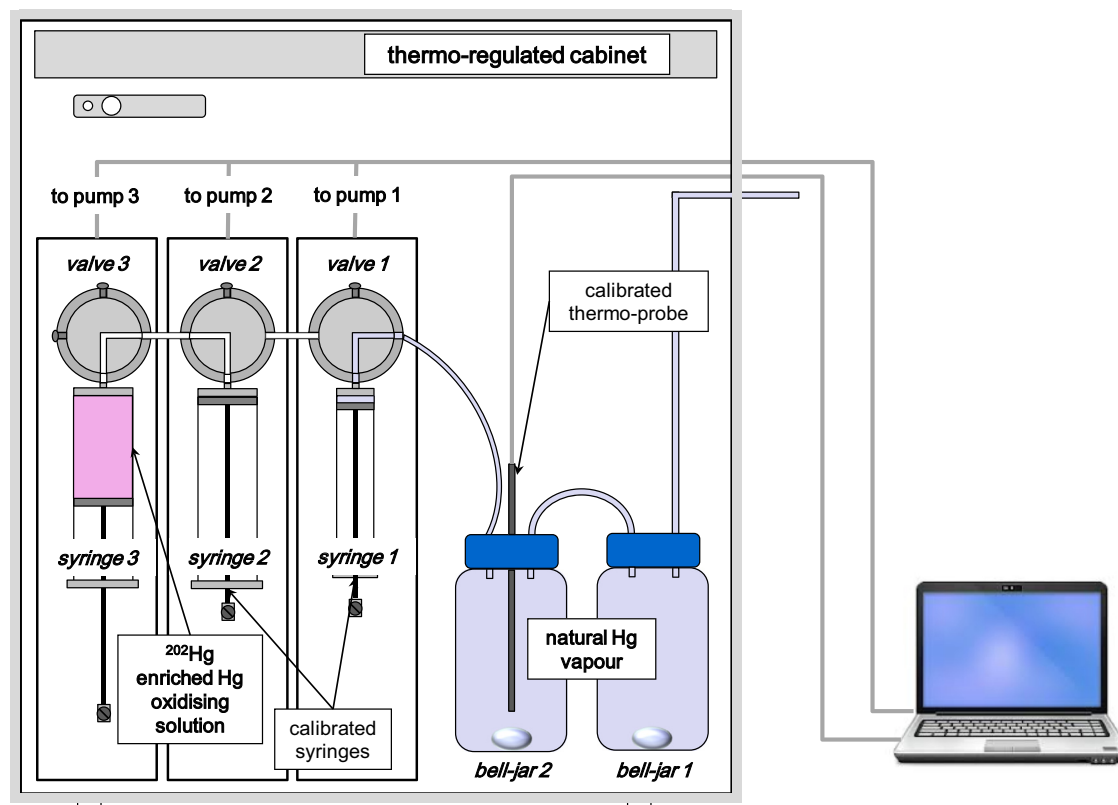 thermo-regulated cabinet
to pump 3
to pump 2
to pump 1
valve 3
valve 2
valve 1
calibrated
thermo-probe
syringe 3
syringe 2
syringe 1
²⁰²Hg
enriched Hg
oxidising
solution
calibrated
syringes
natural Hg
vapour
bell-jar 2
bell-jar 1